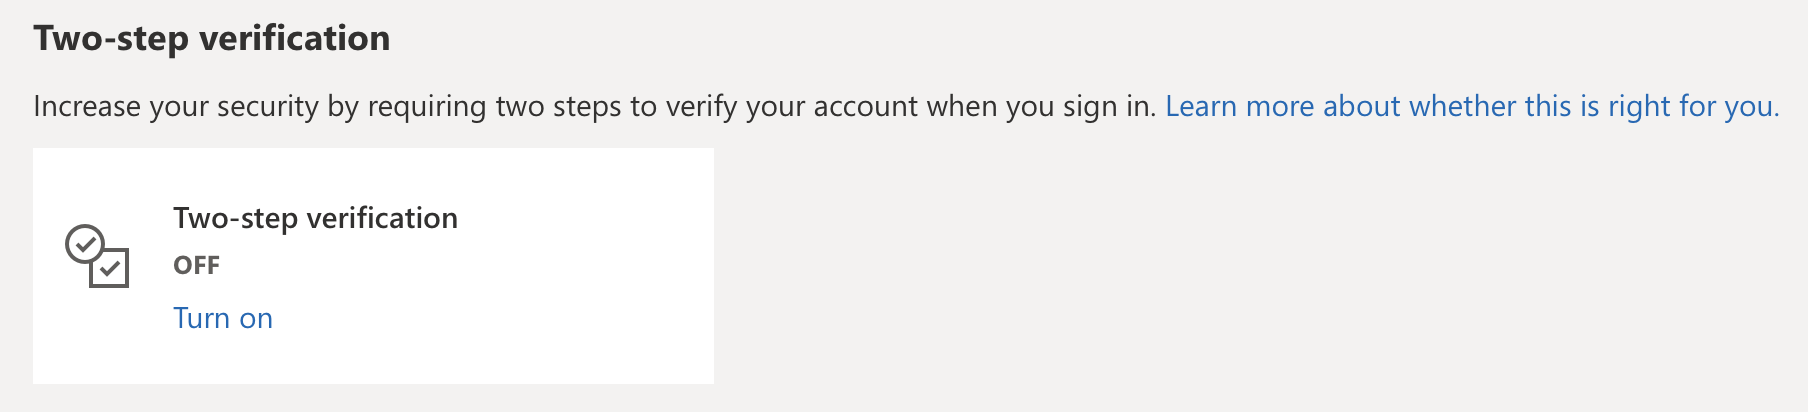 Two-step verification
Increase your security by requiring two steps to verify your account when you sign in. Learn more about whether this is right for you.
Two-step verification
OFF
Turn on